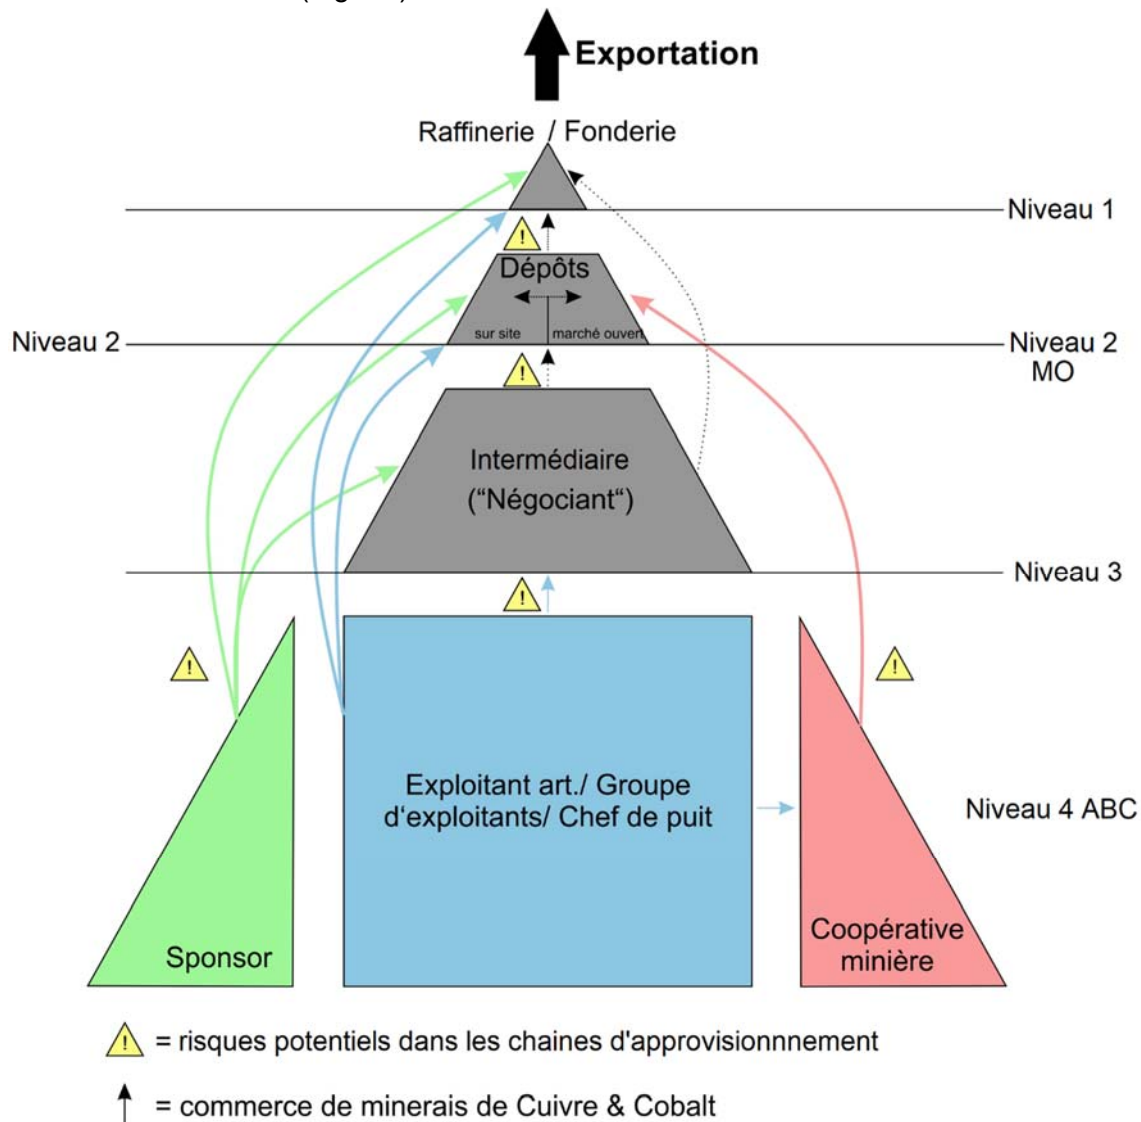 Exportation
Raffinerie / Fonderie
Niveau 1
!
Dépôts
sur site
marché ouvert
Niveau 2
Niveau 2
MO
!
Intermédiaire
(“Négociant“)
Niveau 3
!
!
!
Exploitant art./ Groupe
d‘exploitants/ Chef de puit
Niveau 4 ABC
Sponsor
Coopérative
minière
! = risques potentiels dans les chaines d'approvisionnnement
= commerce de minerais de Cuivre & Cobalt